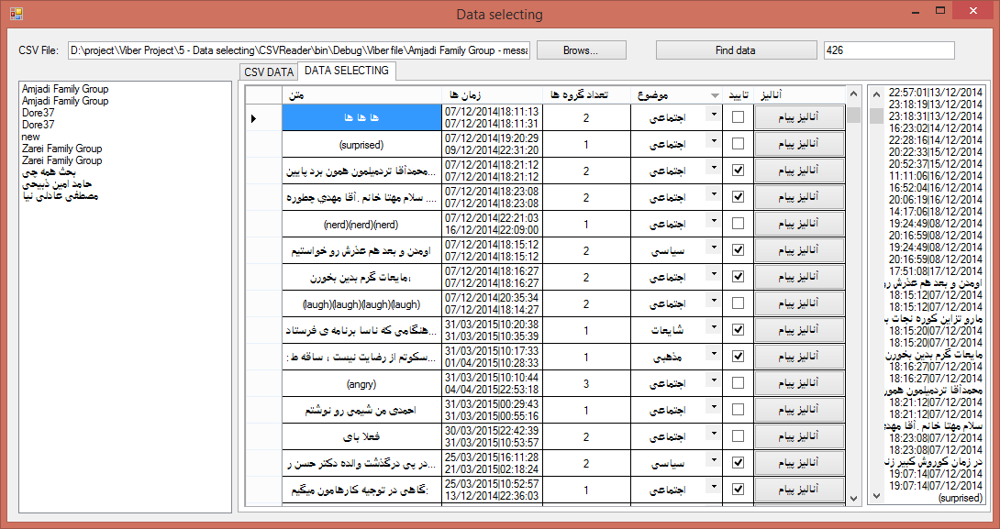 Data selecting
CSV File: D:\project\Viber Project\5 - Data selecting\CSVReader\bin\Debug\Viber file\Amjadi Family Group - messa Browse... Find data 426
CSV DATA DATA SELECTING
Amjadi Family Group
Amjadi Family Group
Dore37
Dore37
new
Zarei Family Group
Zarei Family Group
بحث همه چی
حامد امین ذبیحی
مصطفی عادلی نیا
متن زمان ها تعداد گروه ها موضوع تایید آنالیز
ها ها ها 07/12/2014|18:11:13 2 اجتماعی آنالیز پیام
07/12/2014|18:11:31
(surprised) 07/12/2014|19:20:29 1 اجتماعی آنالیز پیام
09/12/2014|22:31:20
محمدآقا تردمیلمون همون برد پایین... 07/12/2014|18:21:12 2 اجتماعی آنالیز پیام
07/12/2014|18:21:12
سلام مهتا خانم .آقا مهدی چطوره .... 07/12/2014|18:23:08 2 اجتماعی آنالیز پیام
07/12/2014|18:23:08
(nerd)(nerd)(nerd) 07/12/2014|22:21:03 1 اجتماعی آنالیز پیام
16/12/2014|22:09:00
اومدن و بعد هم عذرش رو خواستیم 07/12/2014|18:15:12 2 سیاسی آنالیز پیام
07/12/2014|18:15:12
مایعات گرم بدین بخورن، 07/12/2014|18:16:27 2 اجتماعی آنالیز پیام
07/12/2014|18:16:27
(laugh)(laugh)(laugh)(laugh) 07/12/2014|20:35:34 2 اجتماعی آنالیز پیام
07/12/2014|18:14:27
هنگامی که ناسا برنامه ی فرستاد... 31/03/2015|10:20:38 1 شایعات آنالیز پیام
31/03/2015|10:35:39
سکوتم از رضایت نیست ، ساقه ط :... 31/03/2015|10:17:33 1 مذهبی آنالیز پیام
01/04/2015|10:28:33
(angry) 31/03/2015|10:10:44 3 اجتماعی آنالیز پیام
04/04/2015|22:53:18
احمدی من شیمی رو نوشتم 31/03/2015|00:29:43 1 اجتماعی آنالیز پیام
31/03/2015|00:55:16
فعلا بای 30/03/2015|22:42:39 2 اجتماعی آنالیز پیام
31/03/2015|10:53:57
در پی درگذشت والده دکتر حسن ر... 25/03/2015|16:11:28 2 سیاسی آنالیز پیام
21/03/2015|02:18:24
گاهی در توجیه کارهامون میگیم: 25/03/2015|10:52:57 1 اجتماعی آنالیز پیام
13/12/2014|22:36:03
22:57:01|13/12/2014
23:18:19|13/12/2014
23:18:31|13/12/2014
16:23:02|14/12/2014
22:28:16|14/12/2014
20:22:33|15/12/2014
20:52:37|15/12/2014
11:11:06|16/12/2014
16:52:04|16/12/2014
20:06:19|16/12/2014
14:17:06|18/12/2014
19:24:49|08/12/2014
20:16:59|08/12/2014
19:24:49|08/12/2014
20:16:59|08/12/2014
17:51:08|17/12/2014
اومدن و بعد هم عذرش رو
18:15:12|07/12/2014
18:15:12|07/12/2014
مارو تزاین کوره نجات ب
18:15:20|07/12/2014
18:15:20|07/12/2014
مایعات گرم بدین بخورن
18:16:27|07/12/2014
18:16:27|07/12/2014
محمدآقا تردمیلمون همور
18:21:12|07/12/2014
18:21:12|07/12/2014
سلام مهتا خانم .آقا مهدی
18:23:08|07/12/2014
18:23:08|07/12/2014
در زمان کوروش کبیر زند
19:07:14|07/12/2014
19:07:14|07/12/2014
(surprised)